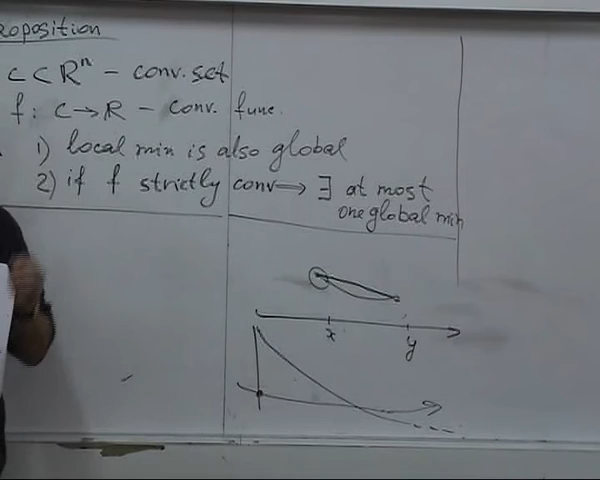 roposition
C ⊂ Rⁿ - conv. set
f: C → R - conv. func.
1) local min is also global
2) if f strictly conv ⟹ ∃ at most
one global min
x
y